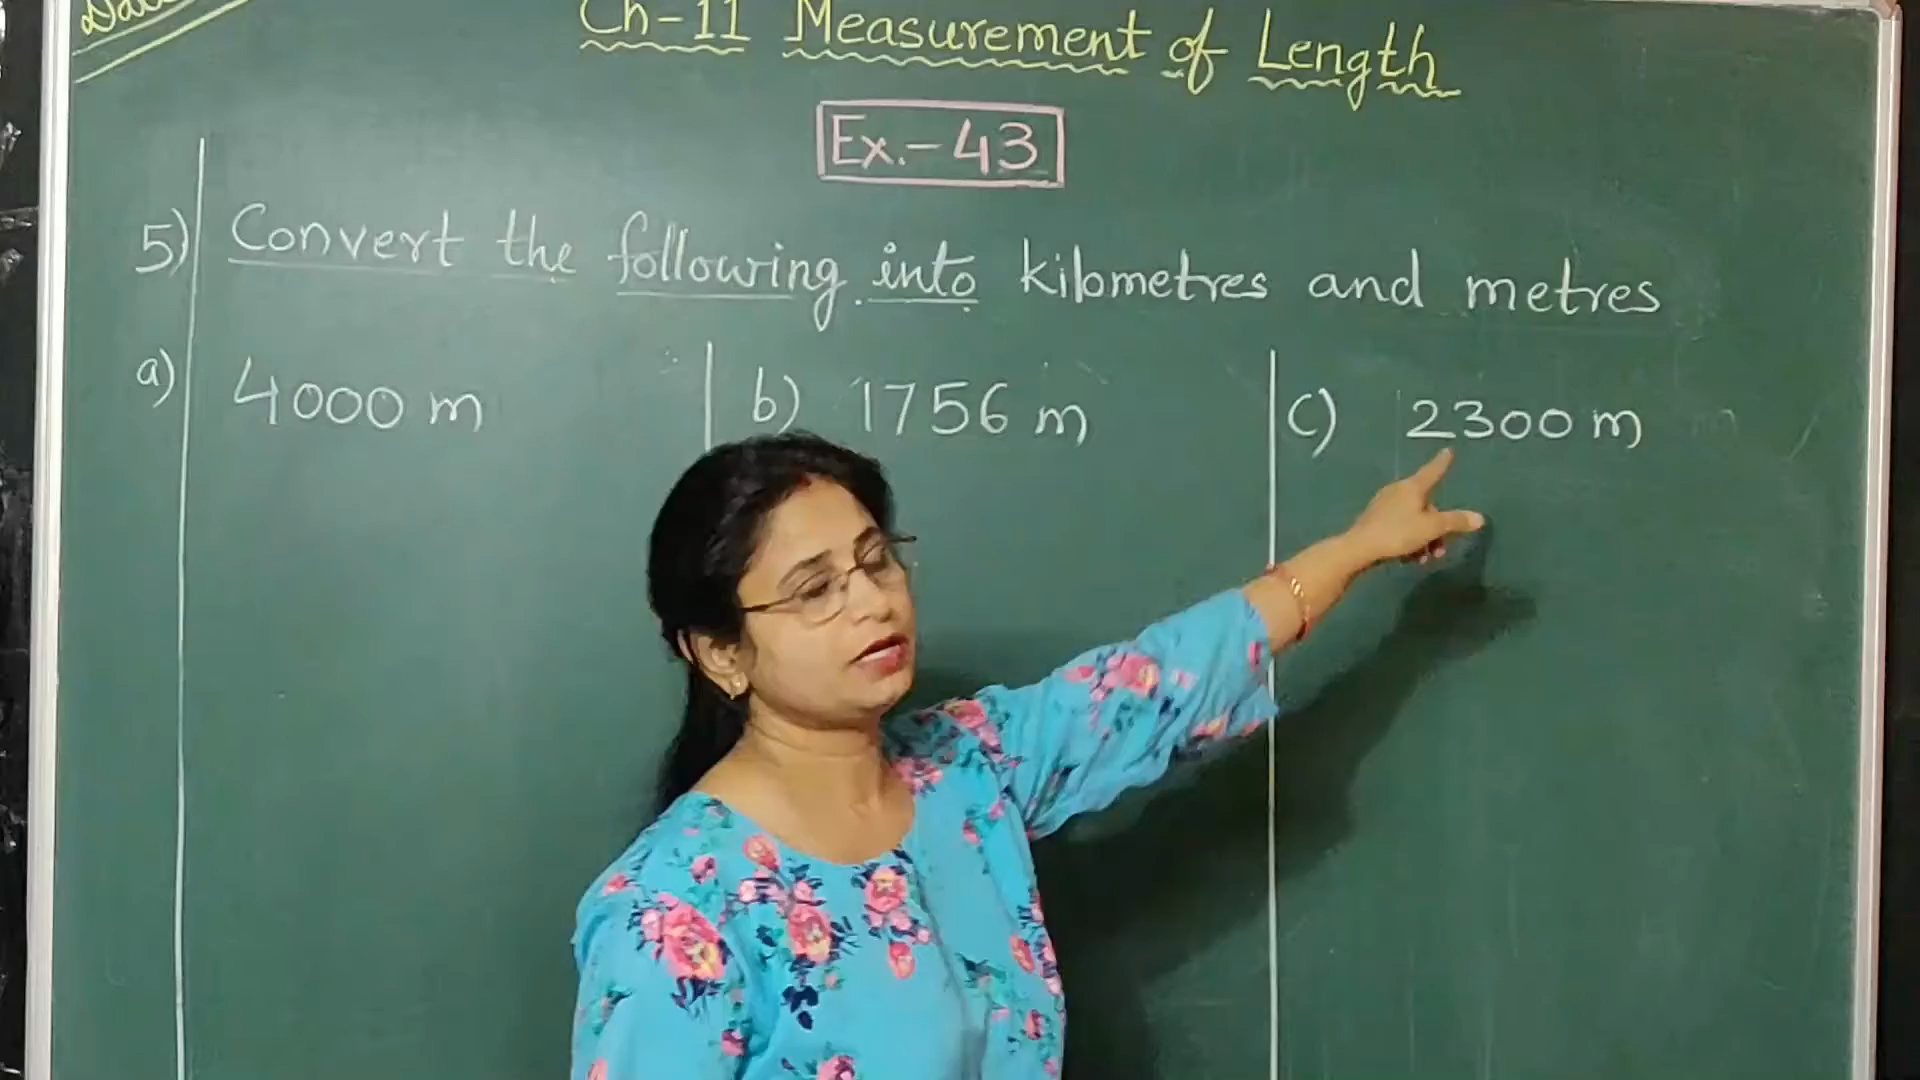 Ch-11 Measurement of Length
Ex.-43
5) Convert the following into kilometres and metres
a) 4000 m b) 1756 m c) 2300 m